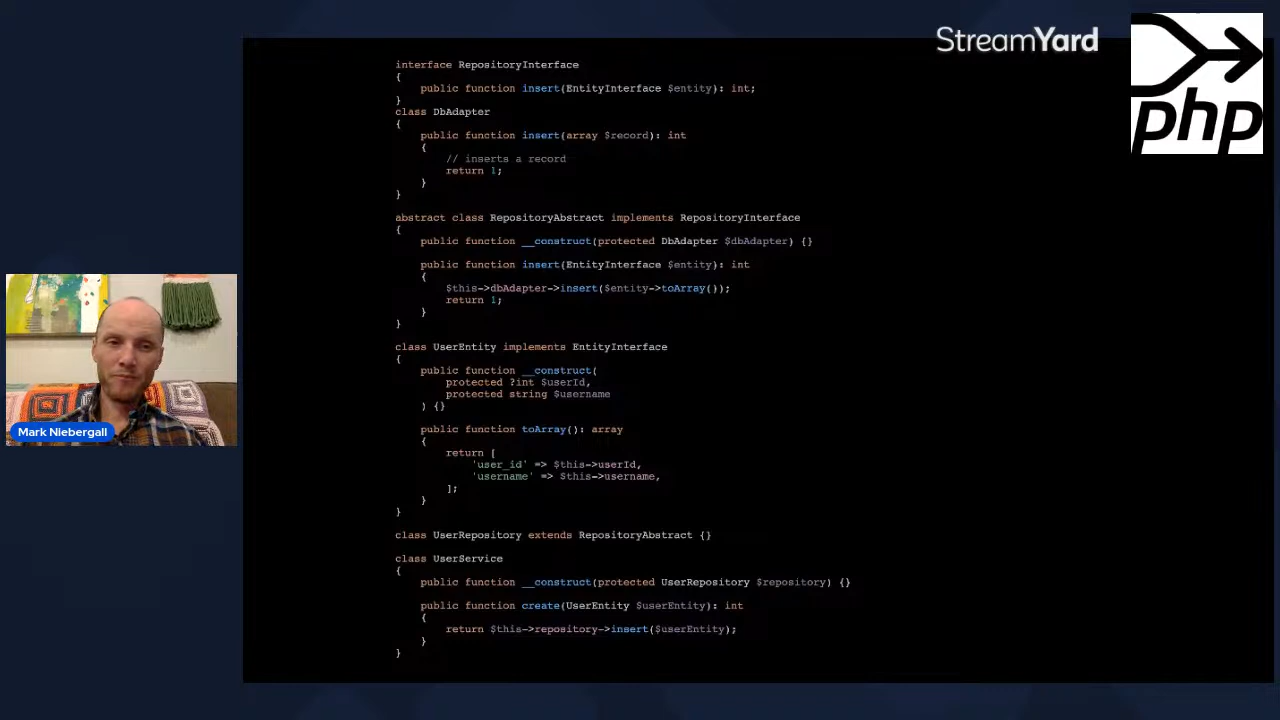 StreamYard
php
interface RepositoryInterface
{
    public function insert(EntityInterface $entity): int;
}
class DbAdapter
{
    public function insert(array $record): int
    {
        // inserts a record
        return 1;
    }
}
abstract class RepositoryAbstract implements RepositoryInterface
{
    public function __construct(protected DbAdapter $dbAdapter) {}
    public function insert(EntityInterface $entity): int
    {
        $this->dbAdapter->insert($entity->toArray());
        return 1;
    }
}
class UserEntity implements EntityInterface
{
    public function __construct(
        protected ?int $userId,
        protected string $username
    ) {}
    public function toArray(): array
    {
        return [
            'user_id' => $this->userId,
            'username' => $this->username,
        ];
    }
}
class UserRepository extends RepositoryAbstract {}
class UserService
{
    public function __construct(protected UserRepository $repository) {}
    public function create(UserEntity $userEntity): int
    {
        return $this->repository->insert($userEntity);
    }
}
Mark Niebergall